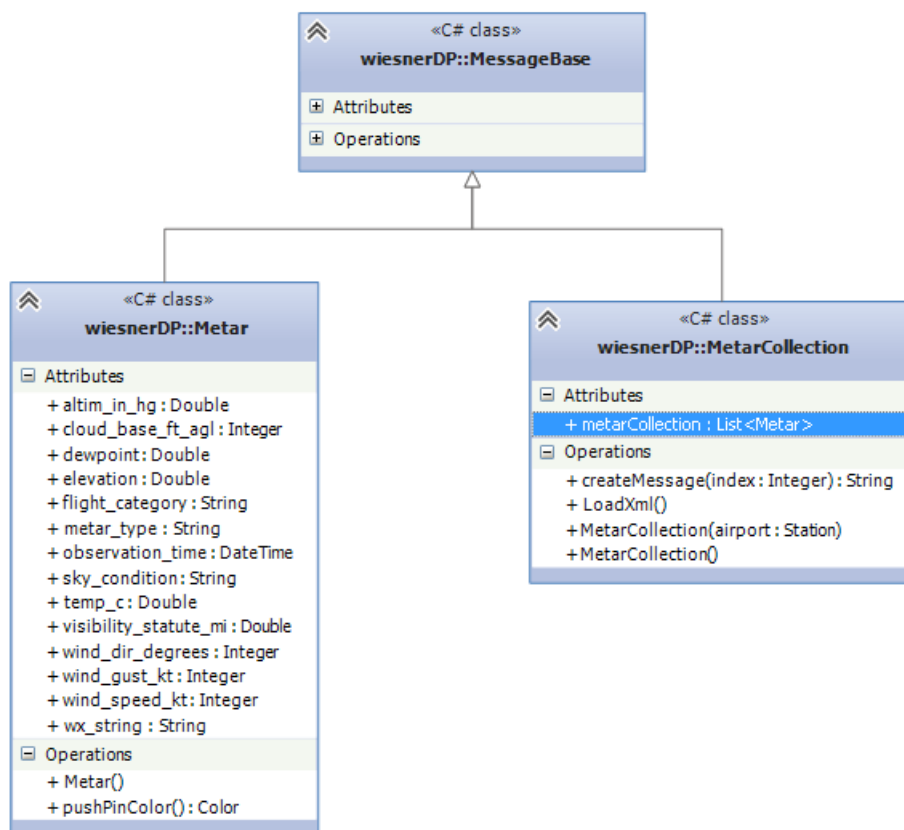 «C# class»
wiesnerDP::MessageBase
Attributes
Operations
«C# class»
wiesnerDP::Metar
Attributes
+ altim_in_hg : Double
+ cloud_base_ft_agl : Integer
+ dewpoint : Double
+ elevation : Double
+ flight_category : String
+ metar_type : String
+ observation_time : DateTime
+ sky_condition : String
+ temp_c : Double
+ visibility_statute_mi : Double
+ wind_dir_degrees : Integer
+ wind_gust_kt : Integer
+ wind_speed_kt : Integer
+ wx_string : String
Operations
+ Metar()
+ pushPinColor() : Color
«C# class»
wiesnerDP::MetarCollection
Attributes
+ metarCollection : List<Metar>
Operations
+ createMessage(index : Integer) : String
+ LoadXml()
+ MetarCollection(airport : Station)
+ MetarCollection()